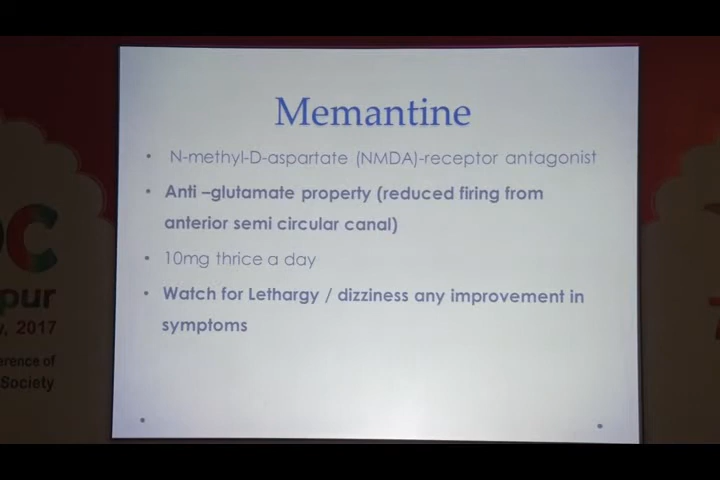 Memantine
• N-methyl-D-aspartate (NMDA)-receptor antagonist
• Anti –glutamate property (reduced firing from
anterior semi circular canal)
• 10mg thrice a day
• Watch for Lethargy / dizziness any improvement in
symptoms
C
pur
, 2017
erence of
Society